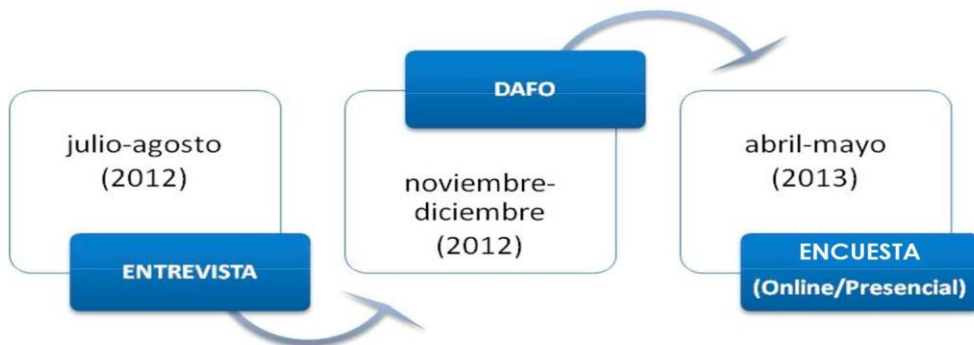 julio-agosto
(2012)
ENTREVISTA
DAFO
noviembre-
diciembre
(2012)
abril-mayo
(2013)
ENCUESTA
(Online/Presencial)